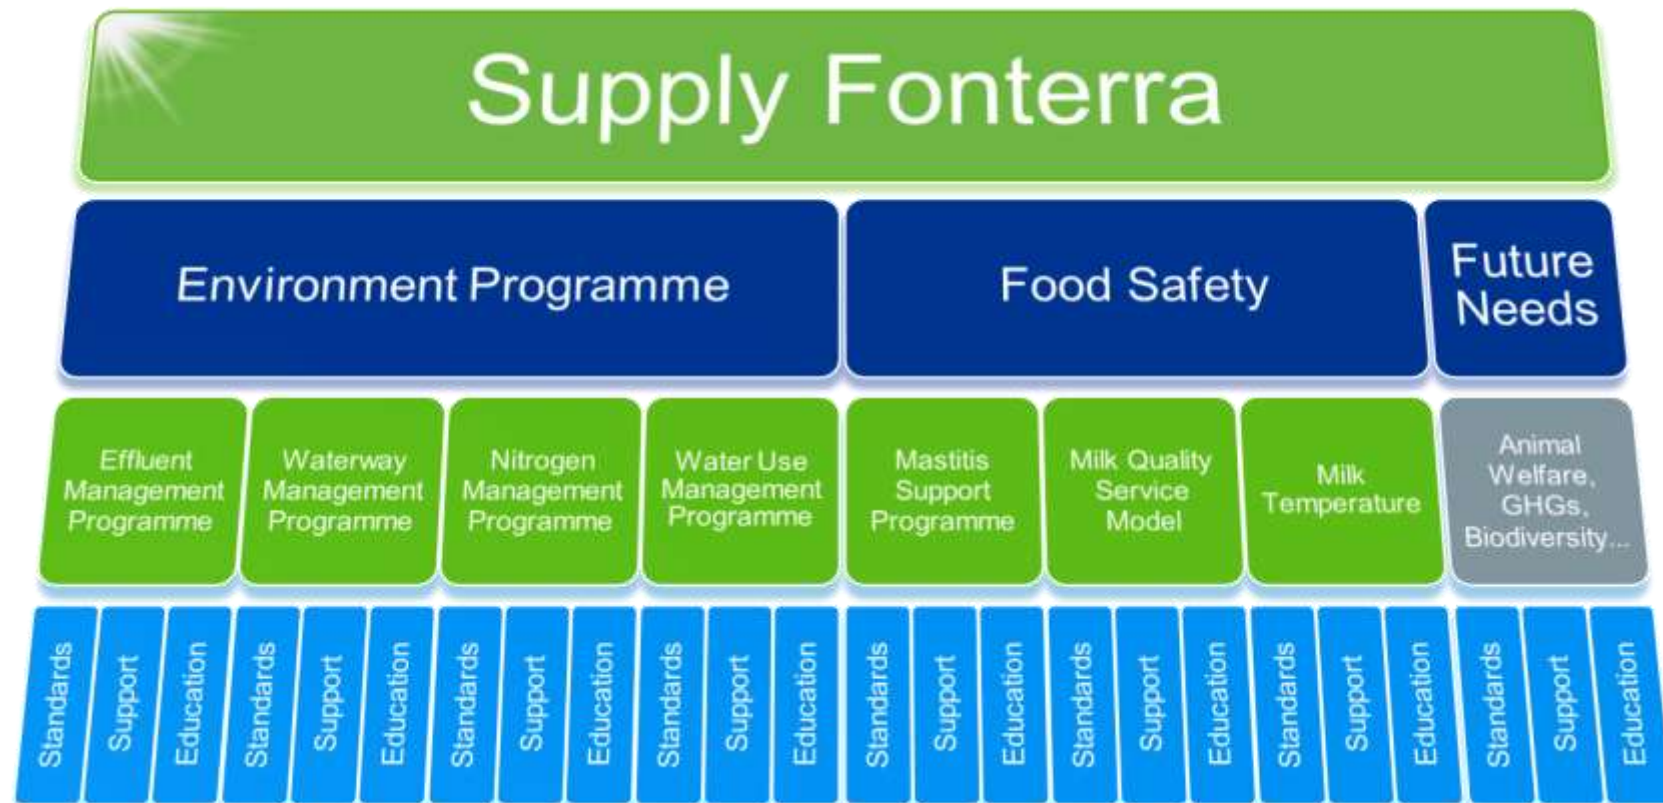 Supply Fonterra
Environment Programme
Food Safety
Future
Needs
Effluent
Management
Programme
Waterway
Management
Programme
Nitrogen
Management
Programme
Water Use
Management
Programme
Mastitis
Support
Programme
Milk Quality
Service
Model
Milk
Temperature
Animal
Welfare,
GHGs,
Biodiversity...
Standards
Support
Education
Standards
Support
Education
Standards
Support
Education
Standards
Support
Education
Standards
Support
Education
Standards
Support
Education
Standards
Support
Education
Standards
Support
Education